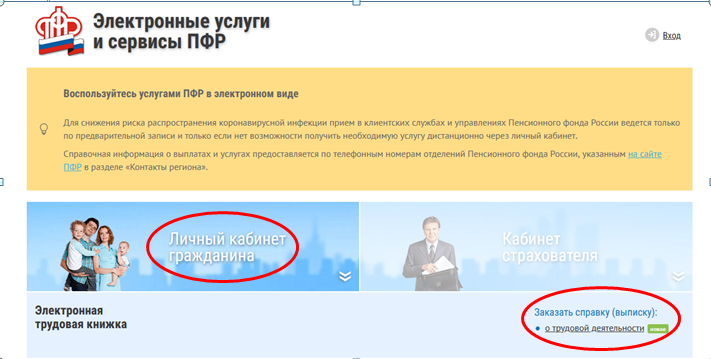 Электронные услуги
и сервисы ПФР
Вход
Воспользуйтесь услугами ПФР в электронном виде
Для снижения риска распространения коронавирусной инфекции прием в клиентских службах и управлениях Пенсионного фонда России ведется только
по предварительной записи и только если нет возможности получить необходимую услугу дистанционно через личный кабинет.
Справочная информация о выплатах и услугах предоставляется по телефонным номерам отделений Пенсионного фонда России, указанным на сайте
ПФР в разделе «Контакты региона».
Личный кабинет
гражданина
Кабинет
страхователя
Электронная
трудовая книжка
Заказать справку (выписку):
о трудовой деятельности новое